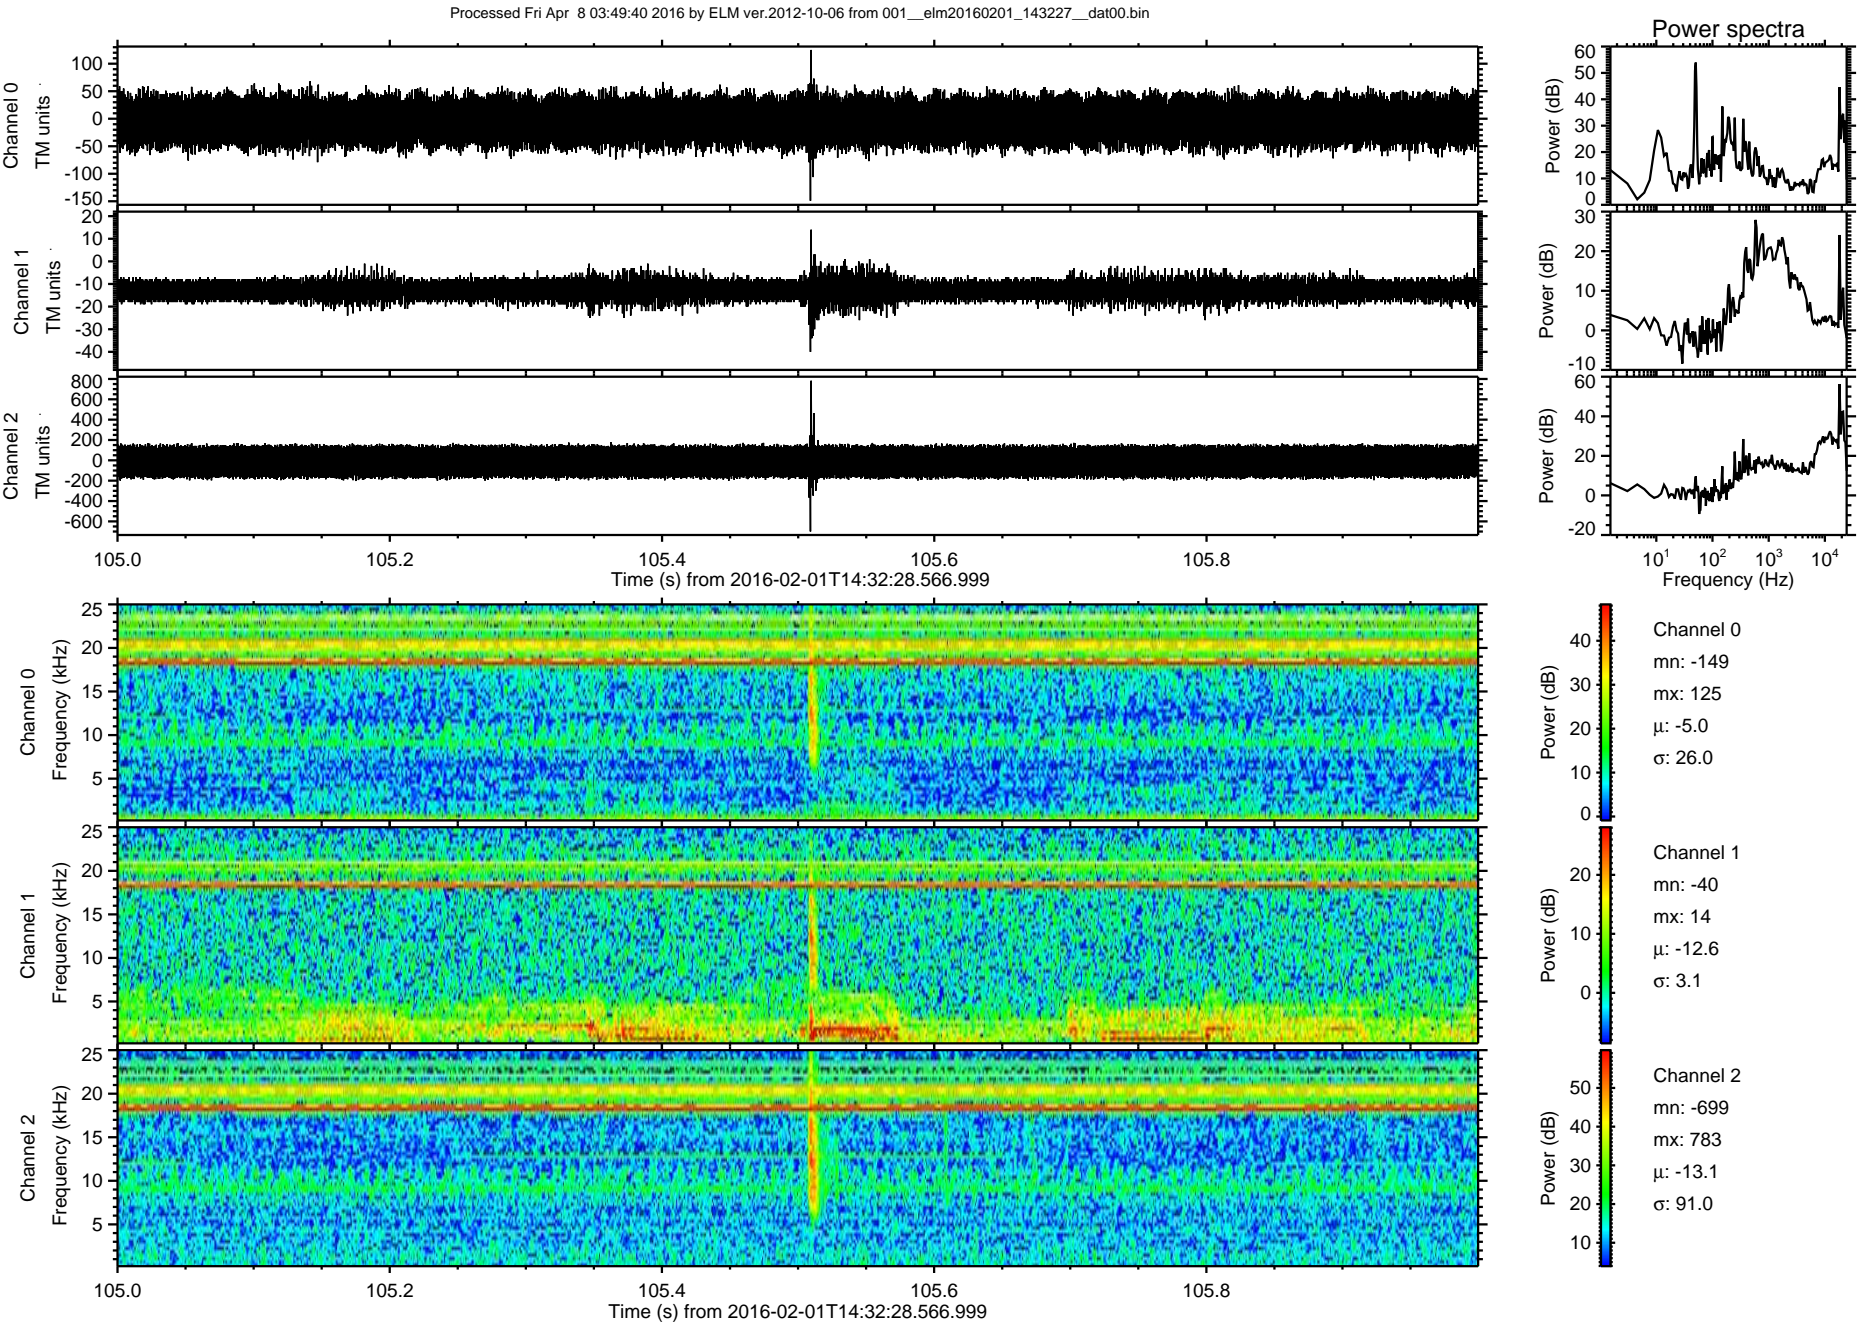 Processed Fri Apr  8 03:49:40 2016 by ELM ver.2012-10-06 from 001__elm20160201_143227__dat00.bin
Power spectra
Channel 0
TM units
100
50
0
-50
-100
-150
Power (dB)
60
50
40
30
20
10
0
Channel 1
TM units
20
10
0
-10
-20
-30
-40
Power (dB)
30
20
10
0
-10
Channel 2
TM units
800
600
400
200
0
-200
-400
-600
Power (dB)
60
40
20
0
-20
105.0 105.2 105.4 105.6 105.8
Time (s) from 2016-02-01T14:32:28.566.999
10¹ 10² 10³ 10⁴
Frequency (Hz)
Channel 0
Frequency (kHz)
25
20
15
10
5
Power (dB)
40
30
20
10
0
Channel 0
mn: -149
mx: 125
μ: -5.0
σ: 26.0
Channel 1
Frequency (kHz)
25
20
15
10
5
Power (dB)
20
10
0
Channel 1
mn: -40
mx: 14
μ: -12.6
σ: 3.1
Channel 2
Frequency (kHz)
25
20
15
10
5
Power (dB)
50
40
30
20
10
Channel 2
mn: -699
mx: 783
μ: -13.1
σ: 91.0
105.0 105.2 105.4 105.6 105.8
Time (s) from 2016-02-01T14:32:28.566.999